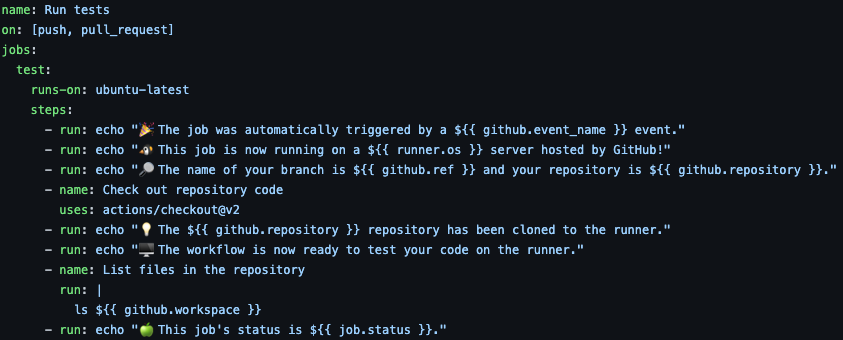 name: Run tests
on: [push, pull_request]
jobs:
  test:
    runs-on: ubuntu-latest
    steps:
      - run: echo "🎉 The job was automatically triggered by a ${{ github.event_name }} event."
      - run: echo "🐧 This job is now running on a ${{ runner.os }} server hosted by GitHub!"
      - run: echo "🔎 The name of your branch is ${{ github.ref }} and your repository is ${{ github.repository }}."
      - name: Check out repository code
        uses: actions/checkout@v2
      - run: echo "💡 The ${{ github.repository }} repository has been cloned to the runner."
      - run: echo "🖥️ The workflow is now ready to test your code on the runner."
      - name: List files in the repository
        run: |
          ls ${{ github.workspace }}
      - run: echo "🍏 This job's status is ${{ job.status }}."